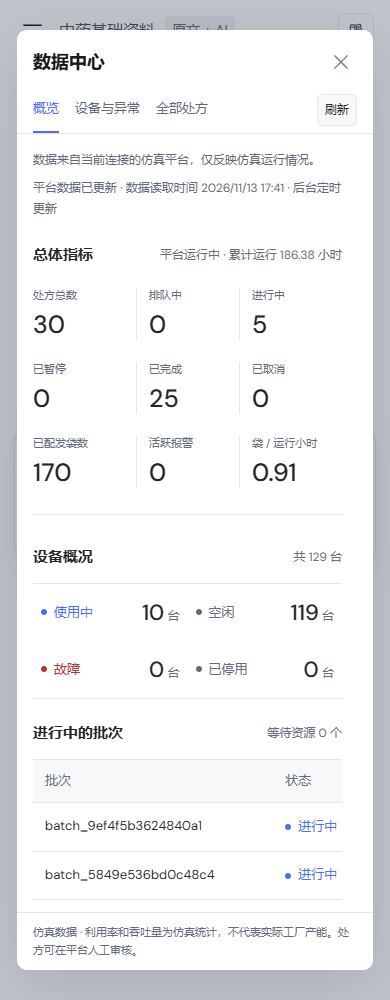 中药基础资料 原文 + AI
数据中心
概览 设备与异常 全部处方 刷新
数据来自当前连接的仿真平台，仅反映仿真运行情况。
平台数据已更新 · 数据读取时间 2026/11/13 17:41 · 后台定时
更新
总体指标 平台运行中 · 累计运行 186.38 小时
处方总数 排队中 进行中
30 0 5
已暂停 已完成 已取消
0 25 0
已配发袋数 活跃报警 袋 / 运行小时
170 0 0.91
设备概况 共 129 台
使用中 10 台 空闲 119 台
故障 0 台 已停用 0 台
进行中的批次 等待资源 0 个
批次 状态
batch_9ef4f5b3624840a1 进行中
batch_5849e536bd0c48c4 进行中
仿真数据 · 利用率和吞吐量为仿真统计，不代表实际工厂产能。处
方可在平台人工审核。